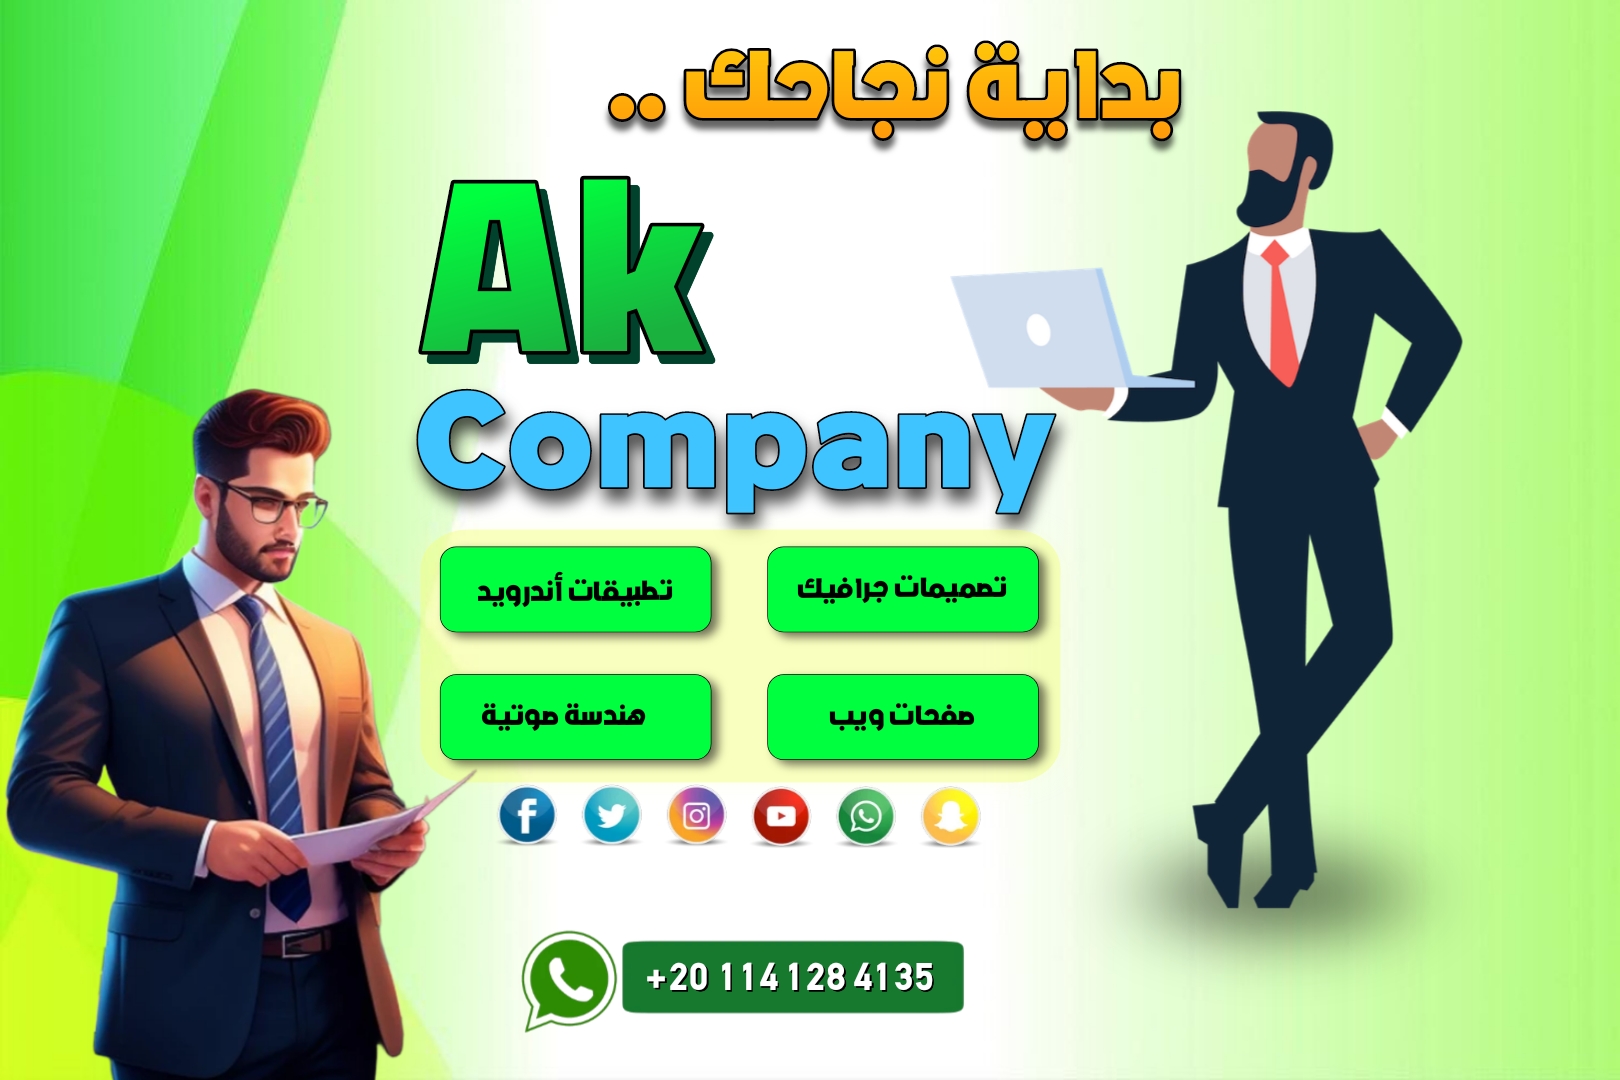 بداية نجاحك ..
Ak
Company
تصميمات جرافيك
تطبيقات أندرويد
صفحات ويب
هندسة صوتية
+20 114 128 4135